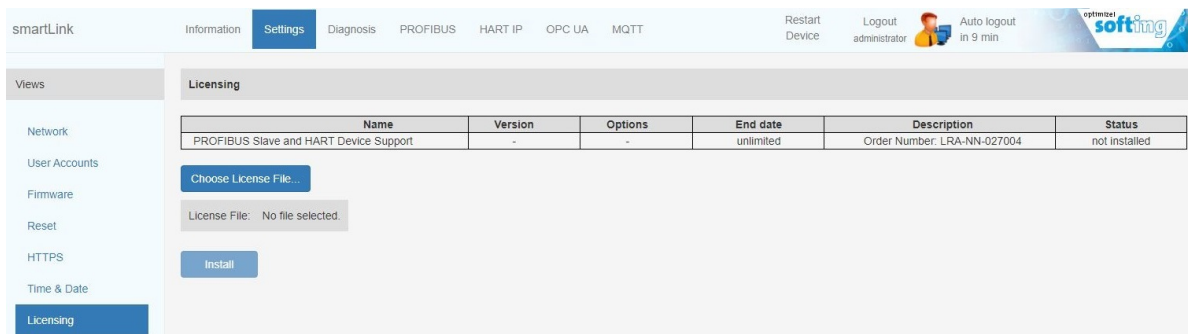 smartLink
Information Settings Diagnosis PROFIBUS HART IP OPC UA MQTT
Restart Device
Logout administrator
Auto logout in 9 min
optimize!
softing
Views
Network
User Accounts
Firmware
Reset
HTTPS
Time & Date
Licensing
Licensing
Name Version Options End date Description Status
PROFIBUS Slave and HART Device Support - - unlimited Order Number: LRA-NN-027004 not installed
Choose License File...
License File: No file selected.
Install